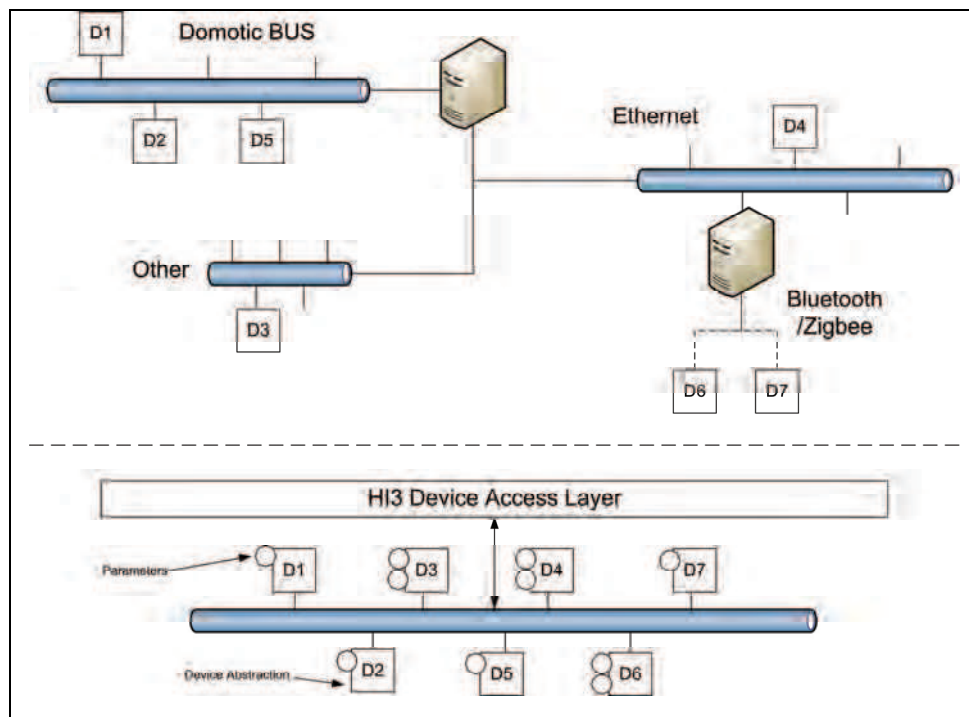 D1
Domotic BUS
D2
D5
Ethernet
D4
Other
D3
Bluetooth
/Zigbee
D6
D7
HI3 Device Access Layer
Parameters
D1
D3
D4
D7
D2
D5
D6
Device Abstraction